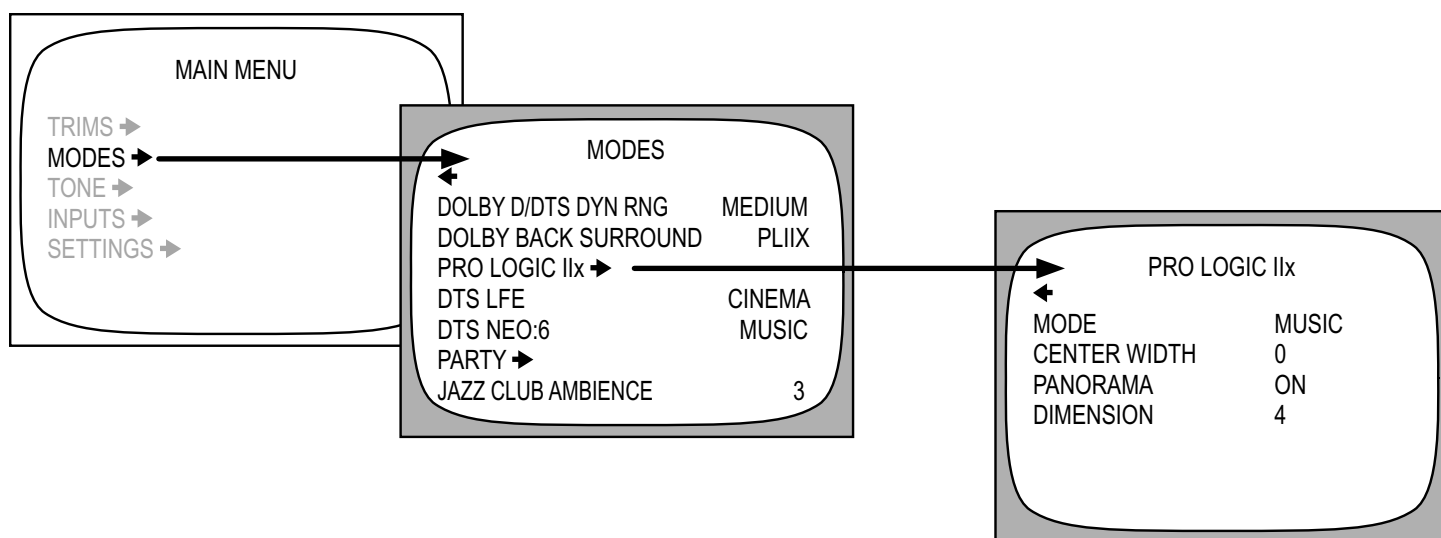 MAIN MENU
TRIMS
MODES
TONE
INPUTS
SETTINGS
MODES
DOLBY D/DTS DYN RNG MEDIUM
DOLBY BACK SURROUND PLIIX
PRO LOGIC IIx
DTS LFE CINEMA
DTS NEO:6 MUSIC
PARTY
JAZZ CLUB AMBIENCE 3
PRO LOGIC IIx
MODE MUSIC
CENTER WIDTH 0
PANORAMA ON
DIMENSION 4